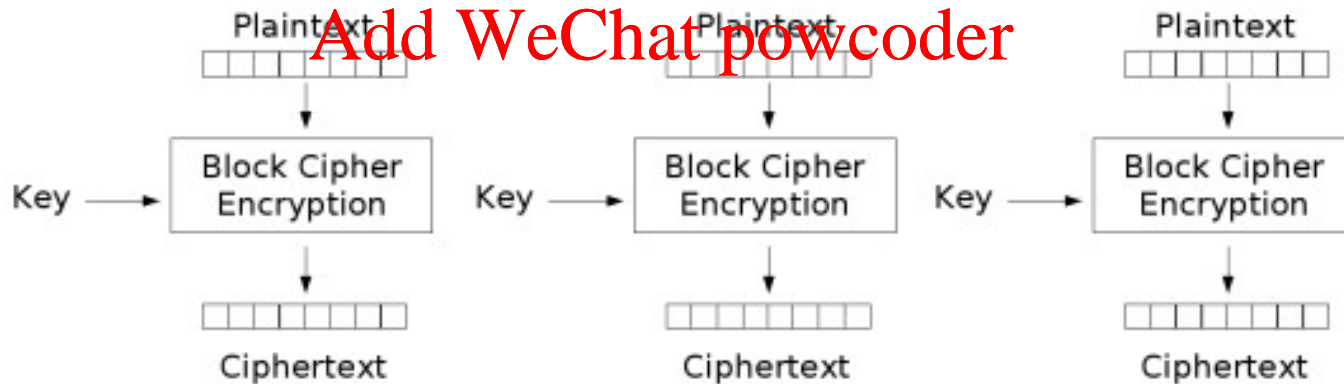 Plaintext Plaintext Plaintext
Add WeChat powcoder
Key Block Cipher Encryption Key Block Cipher Encryption Key Block Cipher Encryption
Ciphertext Ciphertext Ciphertext